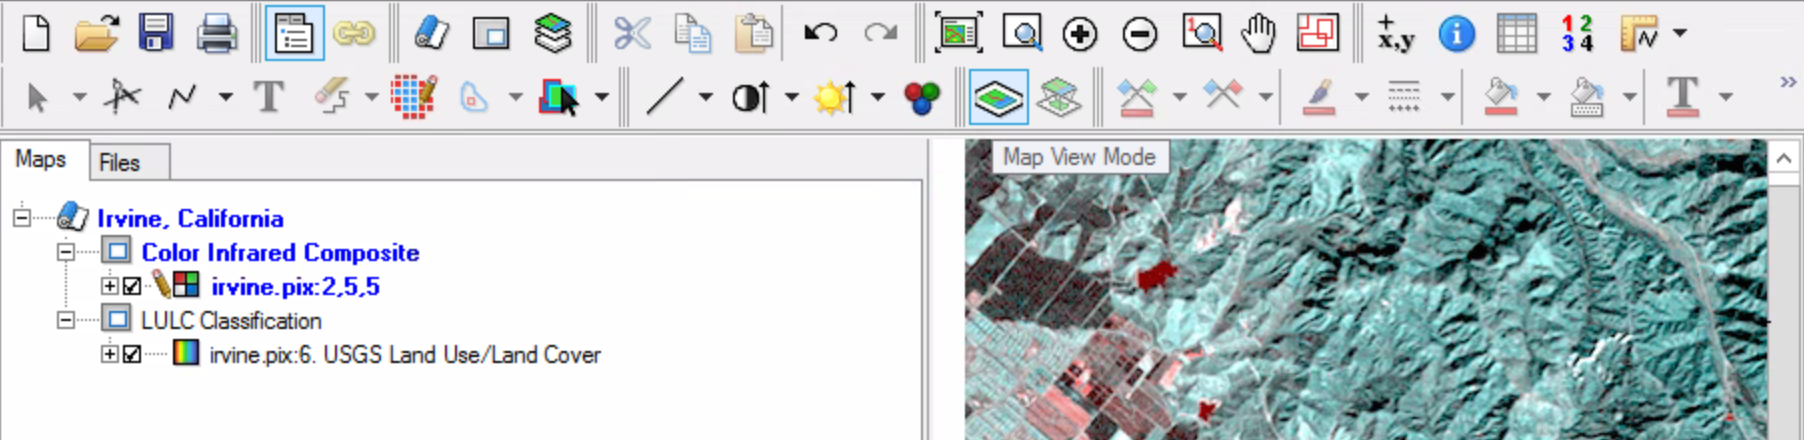 1
+
x,y
i
1 2
3 4
T
T
»
Maps
Files
Map View Mode
Irvine, California
Color Infrared Composite
irvine.pix:2,5,5
LULC Classification
irvine.pix:6. USGS Land Use/Land Cover